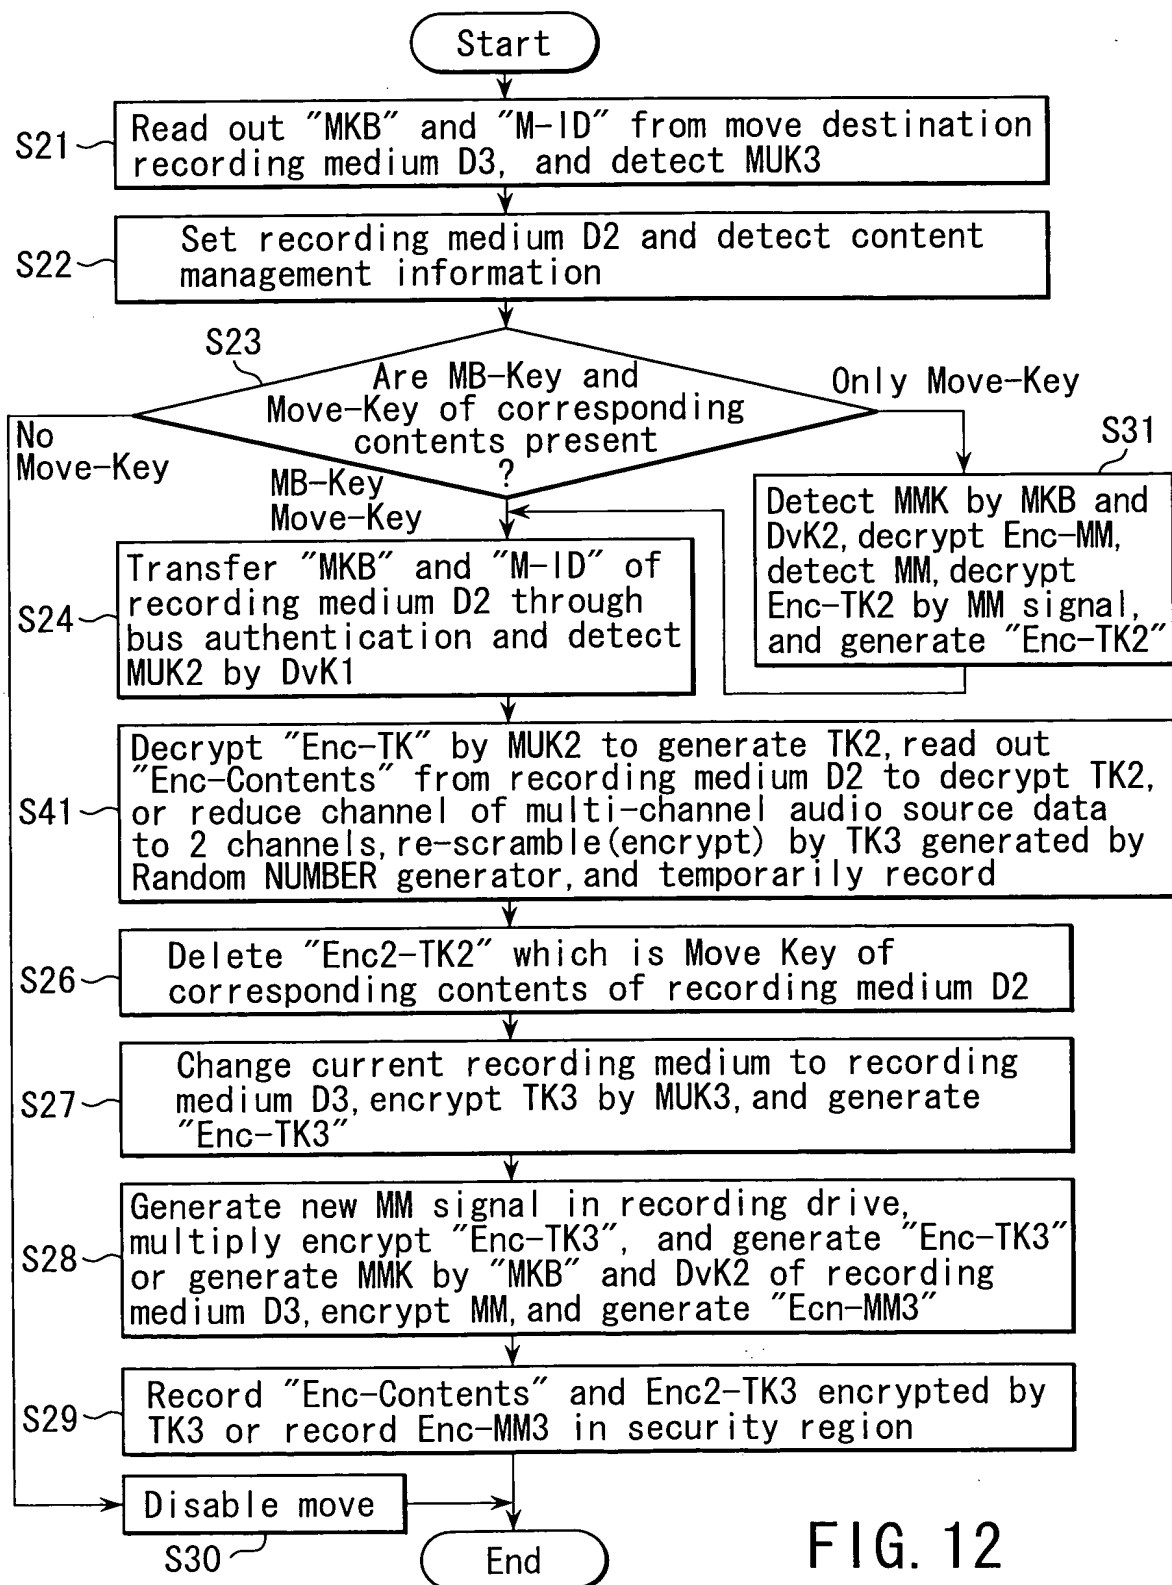 Start
S21
Read out "MKB" and "M-ID" from move destination
recording medium D3, and detect MUK3
S22
Set recording medium D2 and detect content
management information
S23
Are MB-Key and
Move-Key of corresponding
contents present
?
Only Move-Key
No
Move-Key
MB-Key
Move-Key
S31
Detect MMK by MKB and
DvK2, decrypt Enc-MM,
detect MM, decrypt
Enc-TK2 by MM signal,
and generate "Enc-TK2"
S24
Transfer "MKB" and "M-ID" of
recording medium D2 through
bus authentication and detect
MUK2 by DvK1
S41
Decrypt "Enc-TK" by MUK2 to generate TK2, read out
"Enc-Contents" from recording medium D2 to decrypt TK2,
or reduce channel of multi-channel audio source data
to 2 channels, re-scramble(encrypt) by TK3 generated by
Random NUMBER generator, and temporarily record
S26
Delete "Enc2-TK2" which is Move Key of
corresponding contents of recording medium D2
S27
Change current recording medium to recording
medium D3, encrypt TK3 by MUK3, and generate
"Enc-TK3"
S28
Generate new MM signal in recording drive,
multiply encrypt "Enc-TK3", and generate "Enc-TK3"
or generate MMK by "MKB" and DvK2 of recording
medium D3, encrypt MM, and generate "Ecn-MM3"
S29
Record "Enc-Contents" and Enc2-TK3 encrypted by
TK3 or record Enc-MM3 in security region
Disable move
S30
End
FIG. 12